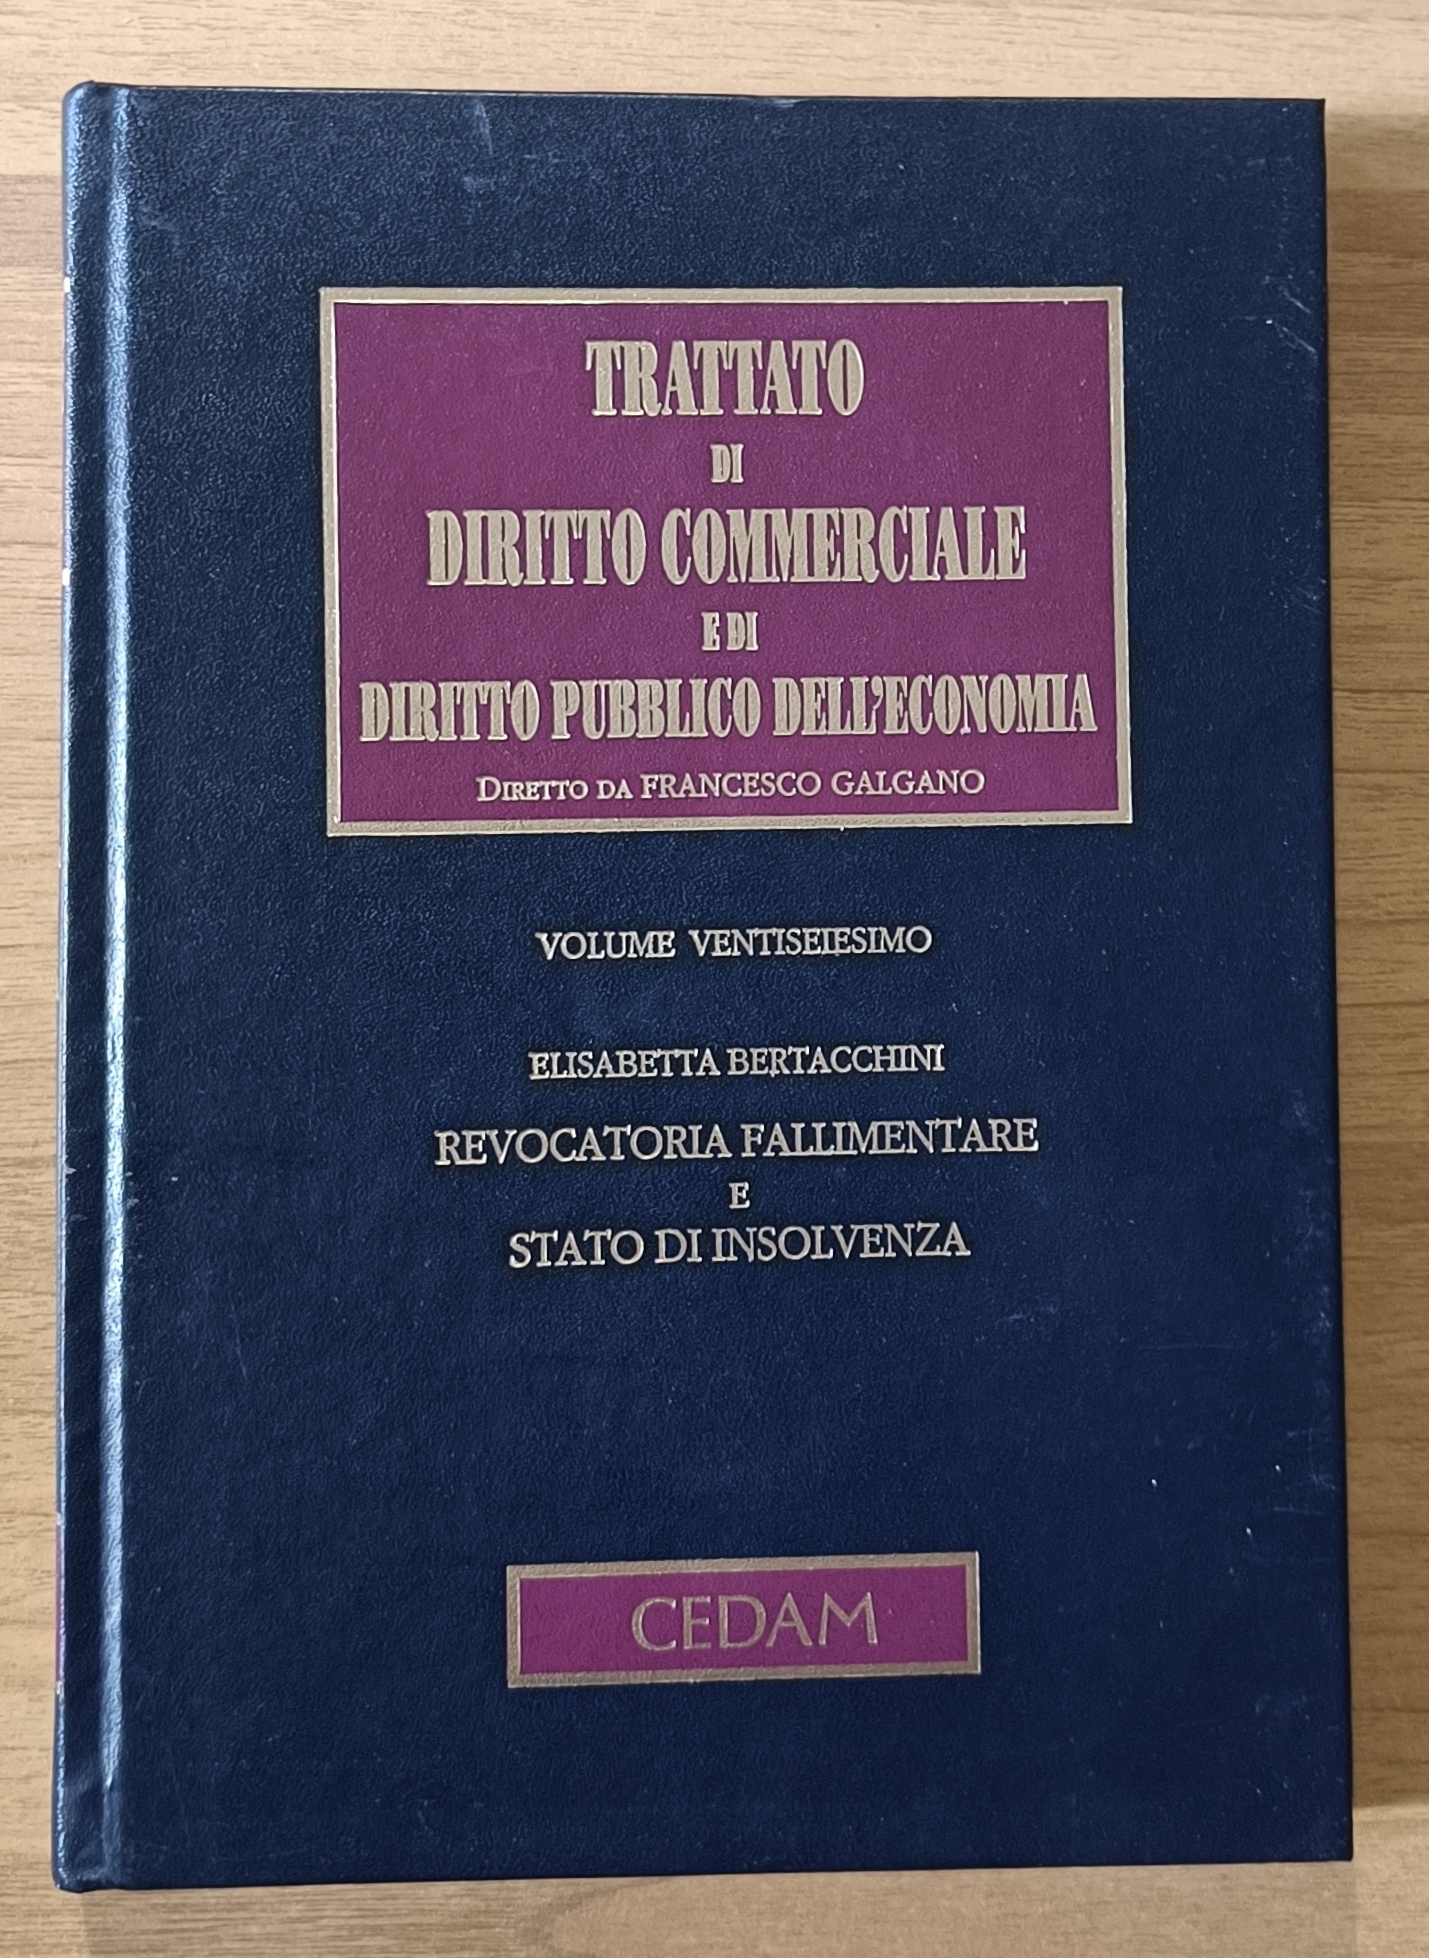 TRATTATO
DI
DIRITTO COMMERCIALE
E DI
DIRITTO PUBBLICO DELL'ECONOMIA
DIRETTO DA FRANCESCO GALGANO
VOLUME VENTISEIESIMO
ELISABETTA BERTACCHINI
REVOCATORIA FALLIMENTARE
E
STATO DI INSOLVENZA
CEDAM